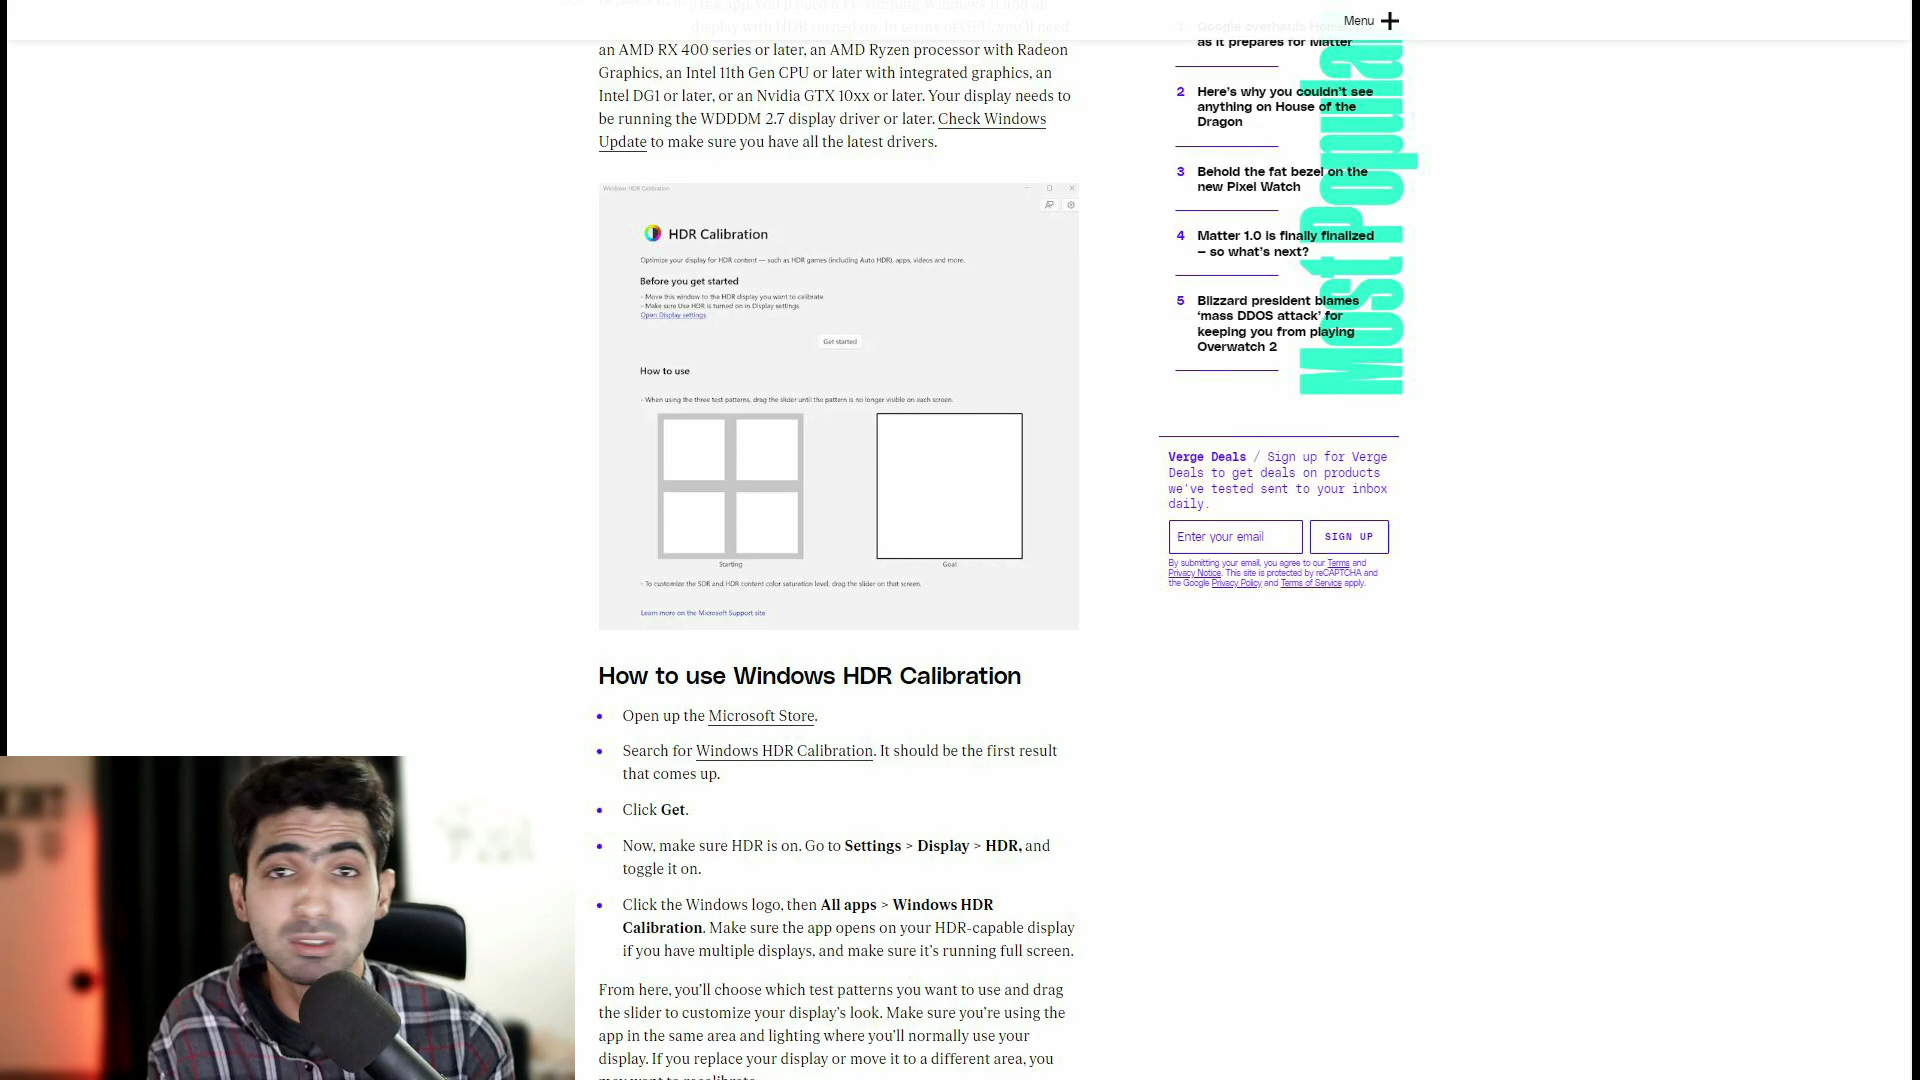 Menu
display with HDR turned on. In terms of GPU, you'll need
an AMD RX 400 series or later, an AMD Ryzen processor with Radeon
Graphics, an Intel 11th Gen CPU or later with integrated graphics, an
Intel DG1 or later, or an Nvidia GTX 10xx or later. Your display needs to
be running the WDDDM 2.7 display driver or later. Check Windows
Update to make sure you have all the latest drivers.
Windows HDR Calibration
HDR Calibration
Optimize your display for HDR content — such as HDR games (including Auto HDR), apps, videos and more.
Before you get started
- Move this window to the HDR display you want to calibrate.
- Make sure Use HDR is turned on in Display settings
Open Display settings
Get started
How to use
- When using the three test patterns, drag the slider until the pattern is no longer visible on each screen.
Starting
Goal
- To customize the SDR and HDR content color saturation level, drag the slider on that screen.
Learn more on the Microsoft Support site
How to use Windows HDR Calibration
• Open up the Microsoft Store.
• Search for Windows HDR Calibration. It should be the first result
that comes up.
• Click Get.
• Now, make sure HDR is on. Go to Settings > Display > HDR, and
toggle it on.
• Click the Windows logo, then All apps > Windows HDR
Calibration. Make sure the app opens on your HDR-capable display
if you have multiple displays, and make sure it's running full screen.
From here, you'll choose which test patterns you want to use and drag
the slider to customize your display's look. Make sure you're using the
app in the same area and lighting where you'll normally use your
display. If you replace your display or move it to a different area, you
Most Popular
1 Google overhauls
as it prepares for Matter
2 Here's why you couldn't see
anything on House of the
Dragon
3 Behold the fat bezel on the
new Pixel Watch
4 Matter 1.0 is finally finalized
— so what's next?
5 Blizzard president blames
'mass DDOS attack' for
keeping you from playing
Overwatch 2
Verge Deals / Sign up for Verge
Deals to get deals on products
we've tested sent to your inbox
daily.
Enter your email
SIGN UP
By submitting your email, you agree to our Terms and
Privacy Notice. This site is protected by reCAPTCHA and
the Google Privacy Policy and Terms of Service apply.